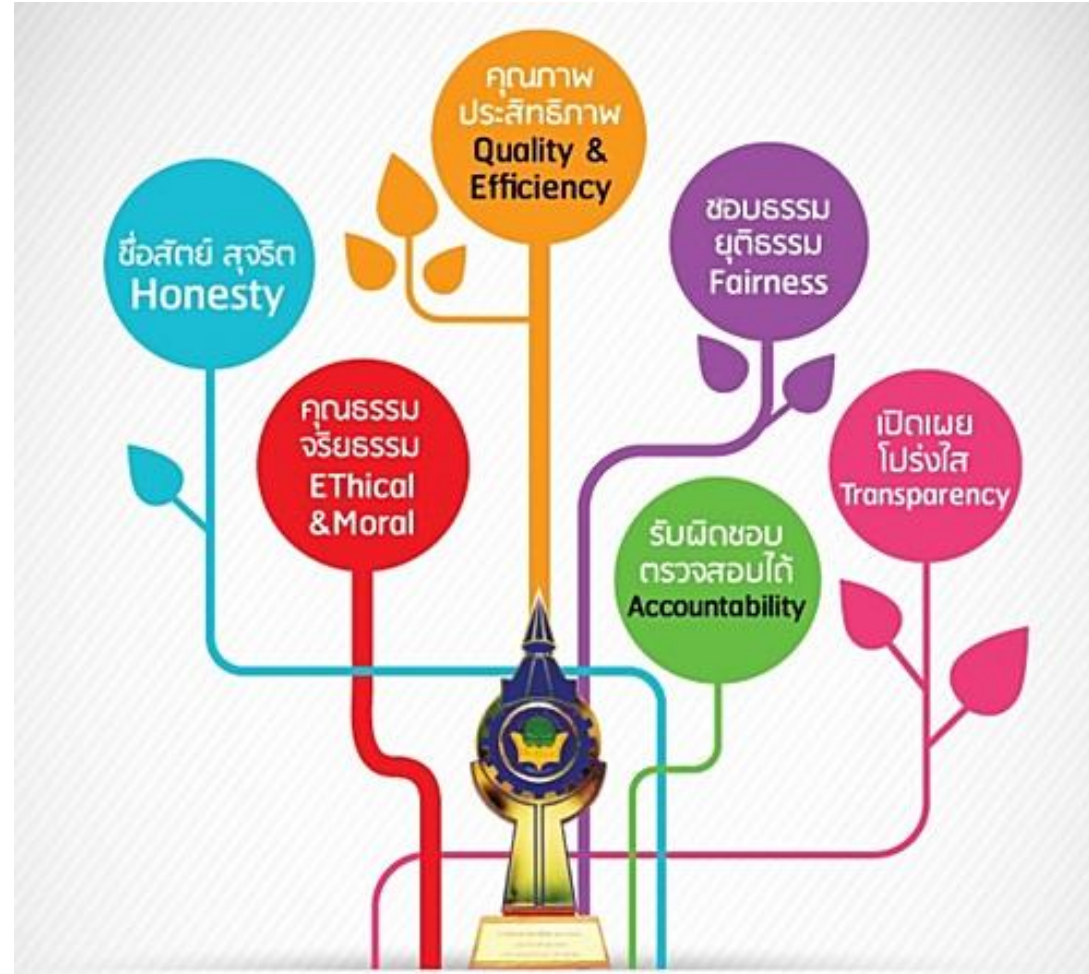 คุณภาพ
ประสิทธิภาพ
Quality &
Efficiency
ชื่อสัตย์ สุจริต
Honesty
ชอบธรรม
ยุติธรรม
Fairness
คุณธรรม
จริยธรรม
EThical
&Moral
เปิดเผย
โปร่งใส
Transparency
รับผิดชอบ
ตรวจสอบได้
Accountability